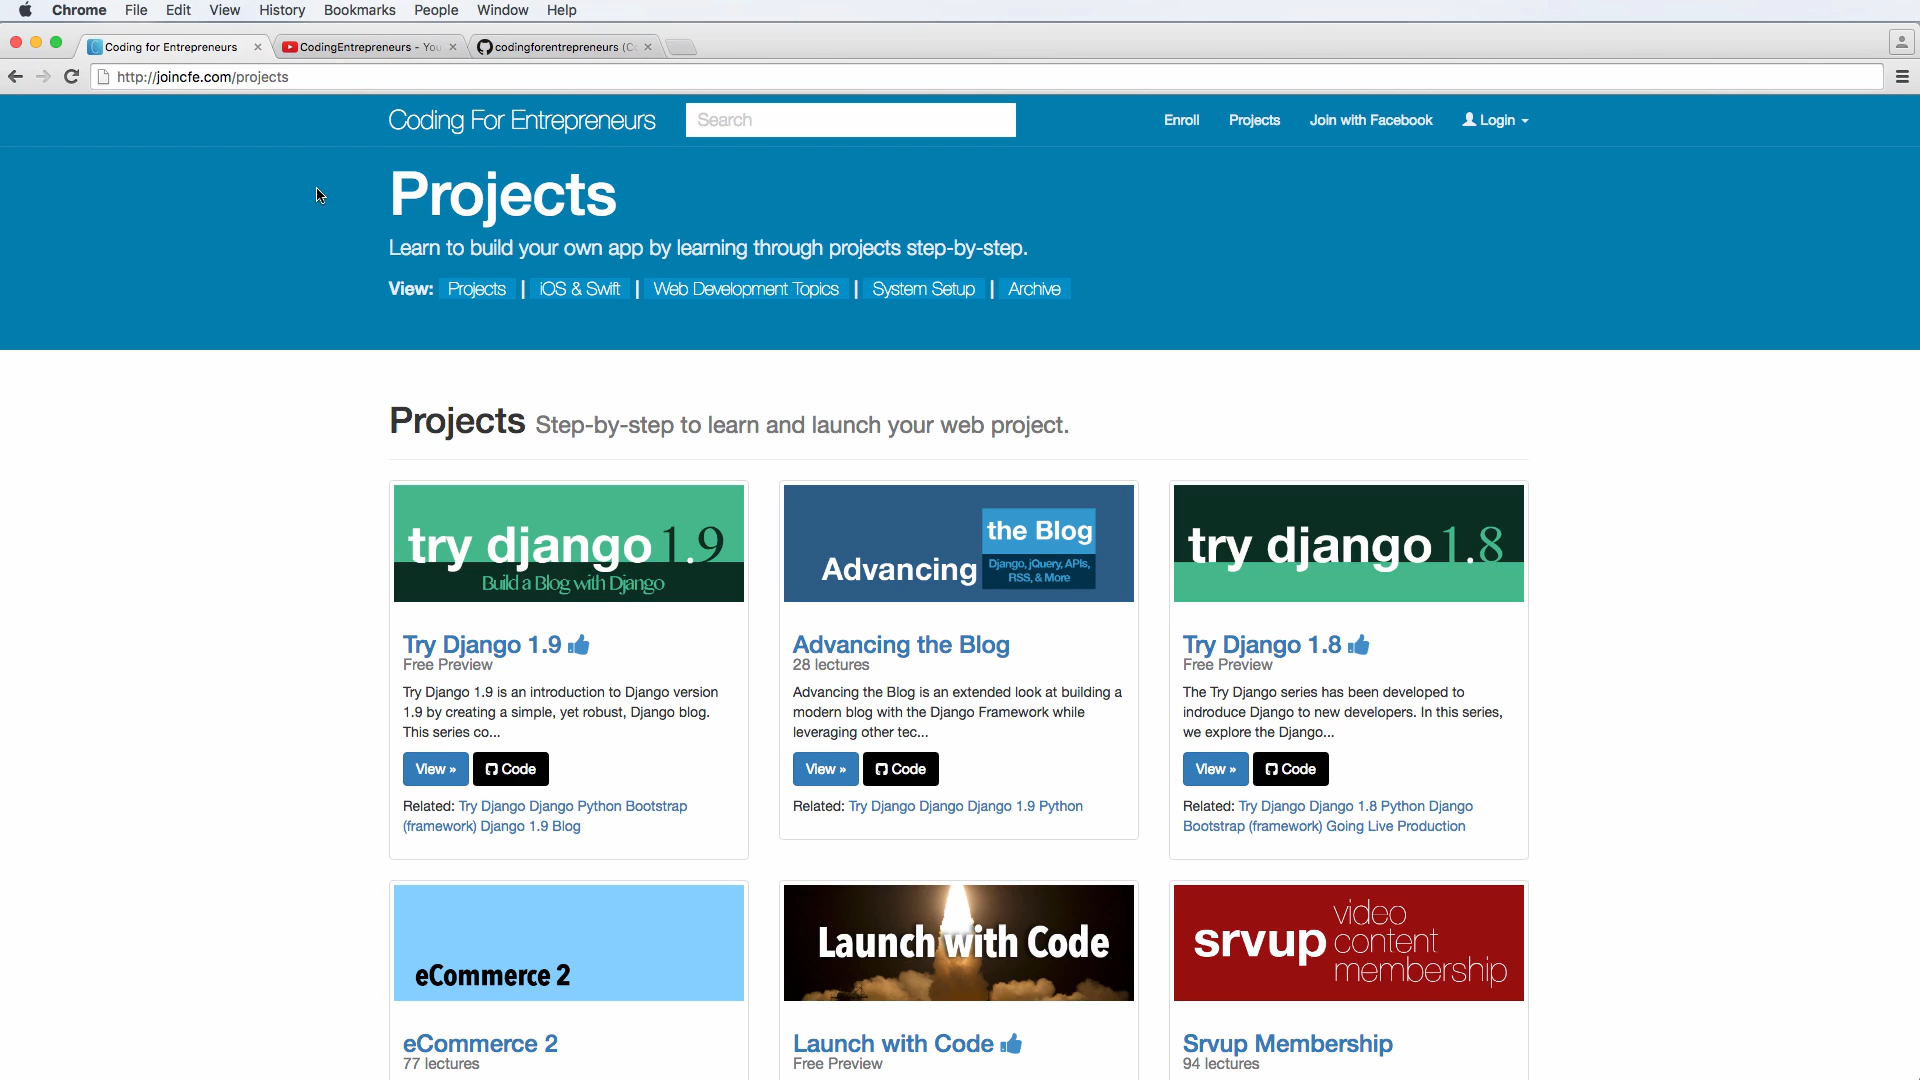 Chrome File Edit View History Bookmarks People Window Help
Coding for Entrepreneurs
CodingEntrepreneurs - You
codingforentrepreneurs (C
http://joincfe.com/projects
Coding For Entrepreneurs
Search
Enroll Projects Join with Facebook Login
Projects
Learn to build your own app by learning through projects step-by-step.
View: Projects | iOS & Swift | Web Development Topics | System Setup | Archive
Projects Step-by-step to learn and launch your web project.
try django 1.9
Build a Blog with Django
Try Django 1.9
Free Preview
Try Django 1.9 is an introduction to Django version
1.9 by creating a simple, yet robust, Django blog.
This series co...
View » Code
Related: Try Django Django Python Bootstrap
(framework) Django 1.9 Blog
Advancing the Blog
Django, jQuery, APIs,
RSS, & More
Advancing the Blog
28 lectures
Advancing the Blog is an extended look at building a
modern blog with the Django Framework while
leveraging other tec...
View » Code
Related: Try Django Django Django 1.9 Python
try django 1.8
Try Django 1.8
Free Preview
The Try Django series has been developed to
indroduce Django to new developers. In this series,
we explore the Django...
View » Code
Related: Try Django Django 1.8 Python Django
Bootstrap (framework) Going Live Production
eCommerce 2
eCommerce 2
77 lectures
Launch with Code
Launch with Code
Free Preview
srvup video
content
membership
Srvup Membership
94 lectures